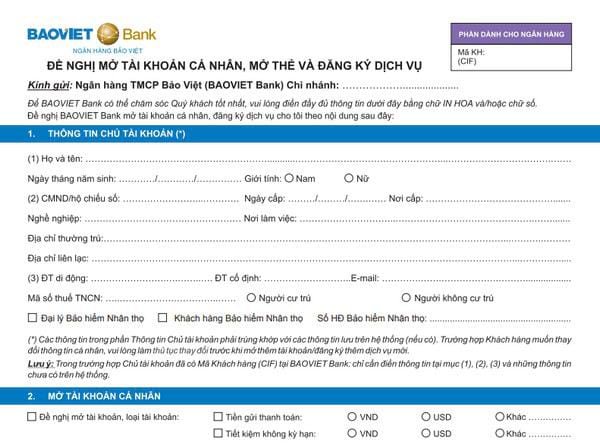 BAOVIET Bank
NGÂN HÀNG BẢO VIỆT
PHẦN DÀNH CHO NGÂN HÀNG
Mã KH:
(CIF)
ĐỀ NGHỊ MỞ TÀI KHOẢN CÁ NHÂN, MỞ THẺ VÀ ĐĂNG KÝ DỊCH VỤ
Kính gửi: Ngân hàng TMCP Bảo Việt (BAOVIET Bank) Chi nhánh: ……………….....................
Để BAOVIET Bank có thể chăm sóc Quý khách tốt nhất, vui lòng điền đầy đủ thông tin dưới đây bằng chữ IN HOA và/hoặc chữ số.
Đề nghị BAOVIET Bank mở tài khoản cá nhân, đăng ký dịch vụ cho tôi theo nội dung sau đây:
1. THÔNG TIN CHỦ TÀI KHOẢN (*)
(1) Họ và tên: ……………………………………………………
Ngày tháng năm sinh: …………/…………/…………… Giới tính: Nam Nữ
(2) CMND/hộ chiếu số: …………………………… Ngày cấp: ………/………/……… Nơi cấp: ……………………
Nghề nghiệp: …………………………………… Nơi làm việc: ……………………………………
Địa chỉ thường trú:……………………………………………………
Địa chỉ liên lạc: ……………………………………………………
(3) ĐT di động: …………………………… ĐT cố định: …………………… E-mail: ……………………………
Mã số thuế TNCN: …………………………… Người cư trú Người không cư trú
Đại lý Bảo hiểm Nhân thọ Khách hàng Bảo hiểm Nhân thọ Số HĐ Bảo hiểm Nhân thọ: ........................................
(*) Các thông tin trong phần Thông tin Chủ tài khoản phải trùng khớp với các thông tin lưu trên hệ thống (nếu có). Trường hợp Khách hàng muốn thay
đổi thông tin cá nhân, vui lòng làm thủ tục thay đổi trước khi mở thêm tài khoản/đăng ký thêm dịch vụ mới.
Lưu ý: Trong trường hợp Chủ tài khoản đã có Mã Khách hàng (CIF) tại BAOVIET Bank: chỉ cần điền thông tin tại mục (1), (2), (3) và những thông tin
chưa có trên hệ thống.
2. MỞ TÀI KHOẢN CÁ NHÂN
Đề nghị mở tài khoản, loại tài khoản: Tiền gửi thanh toán: VND USD Khác ..........
Tiết kiệm không kỳ hạn: VND USD Khác ..........